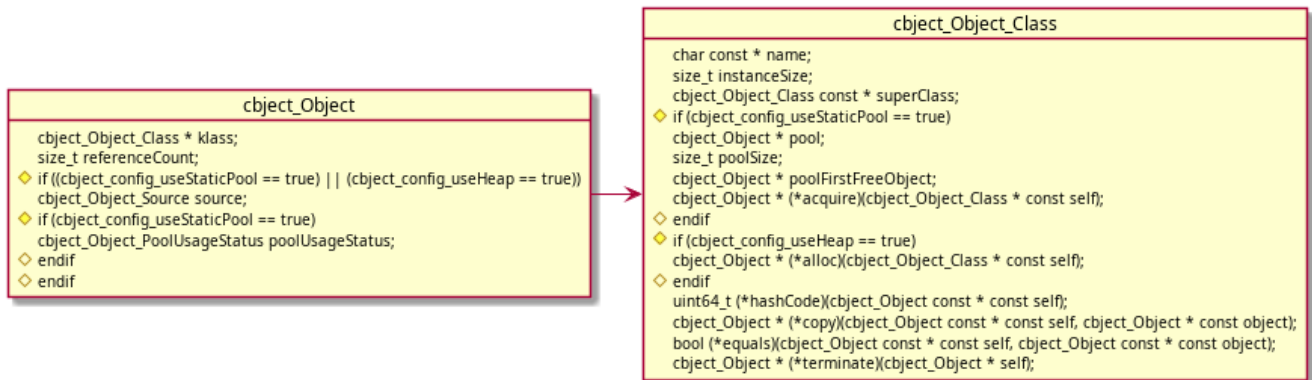 cbject_Object
cbject_Object_Class * klass;
size_t referenceCount;
if ((cbject_config_useStaticPool == true) || (cbject_config_useHeap == true))
cbject_Object_Source source;
if (cbject_config_useStaticPool == true)
cbject_Object_PoolUsageStatus poolUsageStatus;
endif
endif
cbject_Object_Class
char const * name;
size_t instanceSize;
cbject_Object_Class const * superClass;
if (cbject_config_useStaticPool == true)
cbject_Object * pool;
size_t poolSize;
cbject_Object * poolFirstFreeObject;
cbject_Object * (*acquire)(cbject_Object_Class * const self);
endif
if (cbject_config_useHeap == true)
cbject_Object * (*alloc)(cbject_Object_Class * const self);
endif
uint64_t (*hashCode)(cbject_Object const * const self);
cbject_Object * (*copy)(cbject_Object const * const self, cbject_Object * const object);
bool (*equals)(cbject_Object const * const self, cbject_Object const * const object);
cbject_Object * (*terminate)(cbject_Object * self);